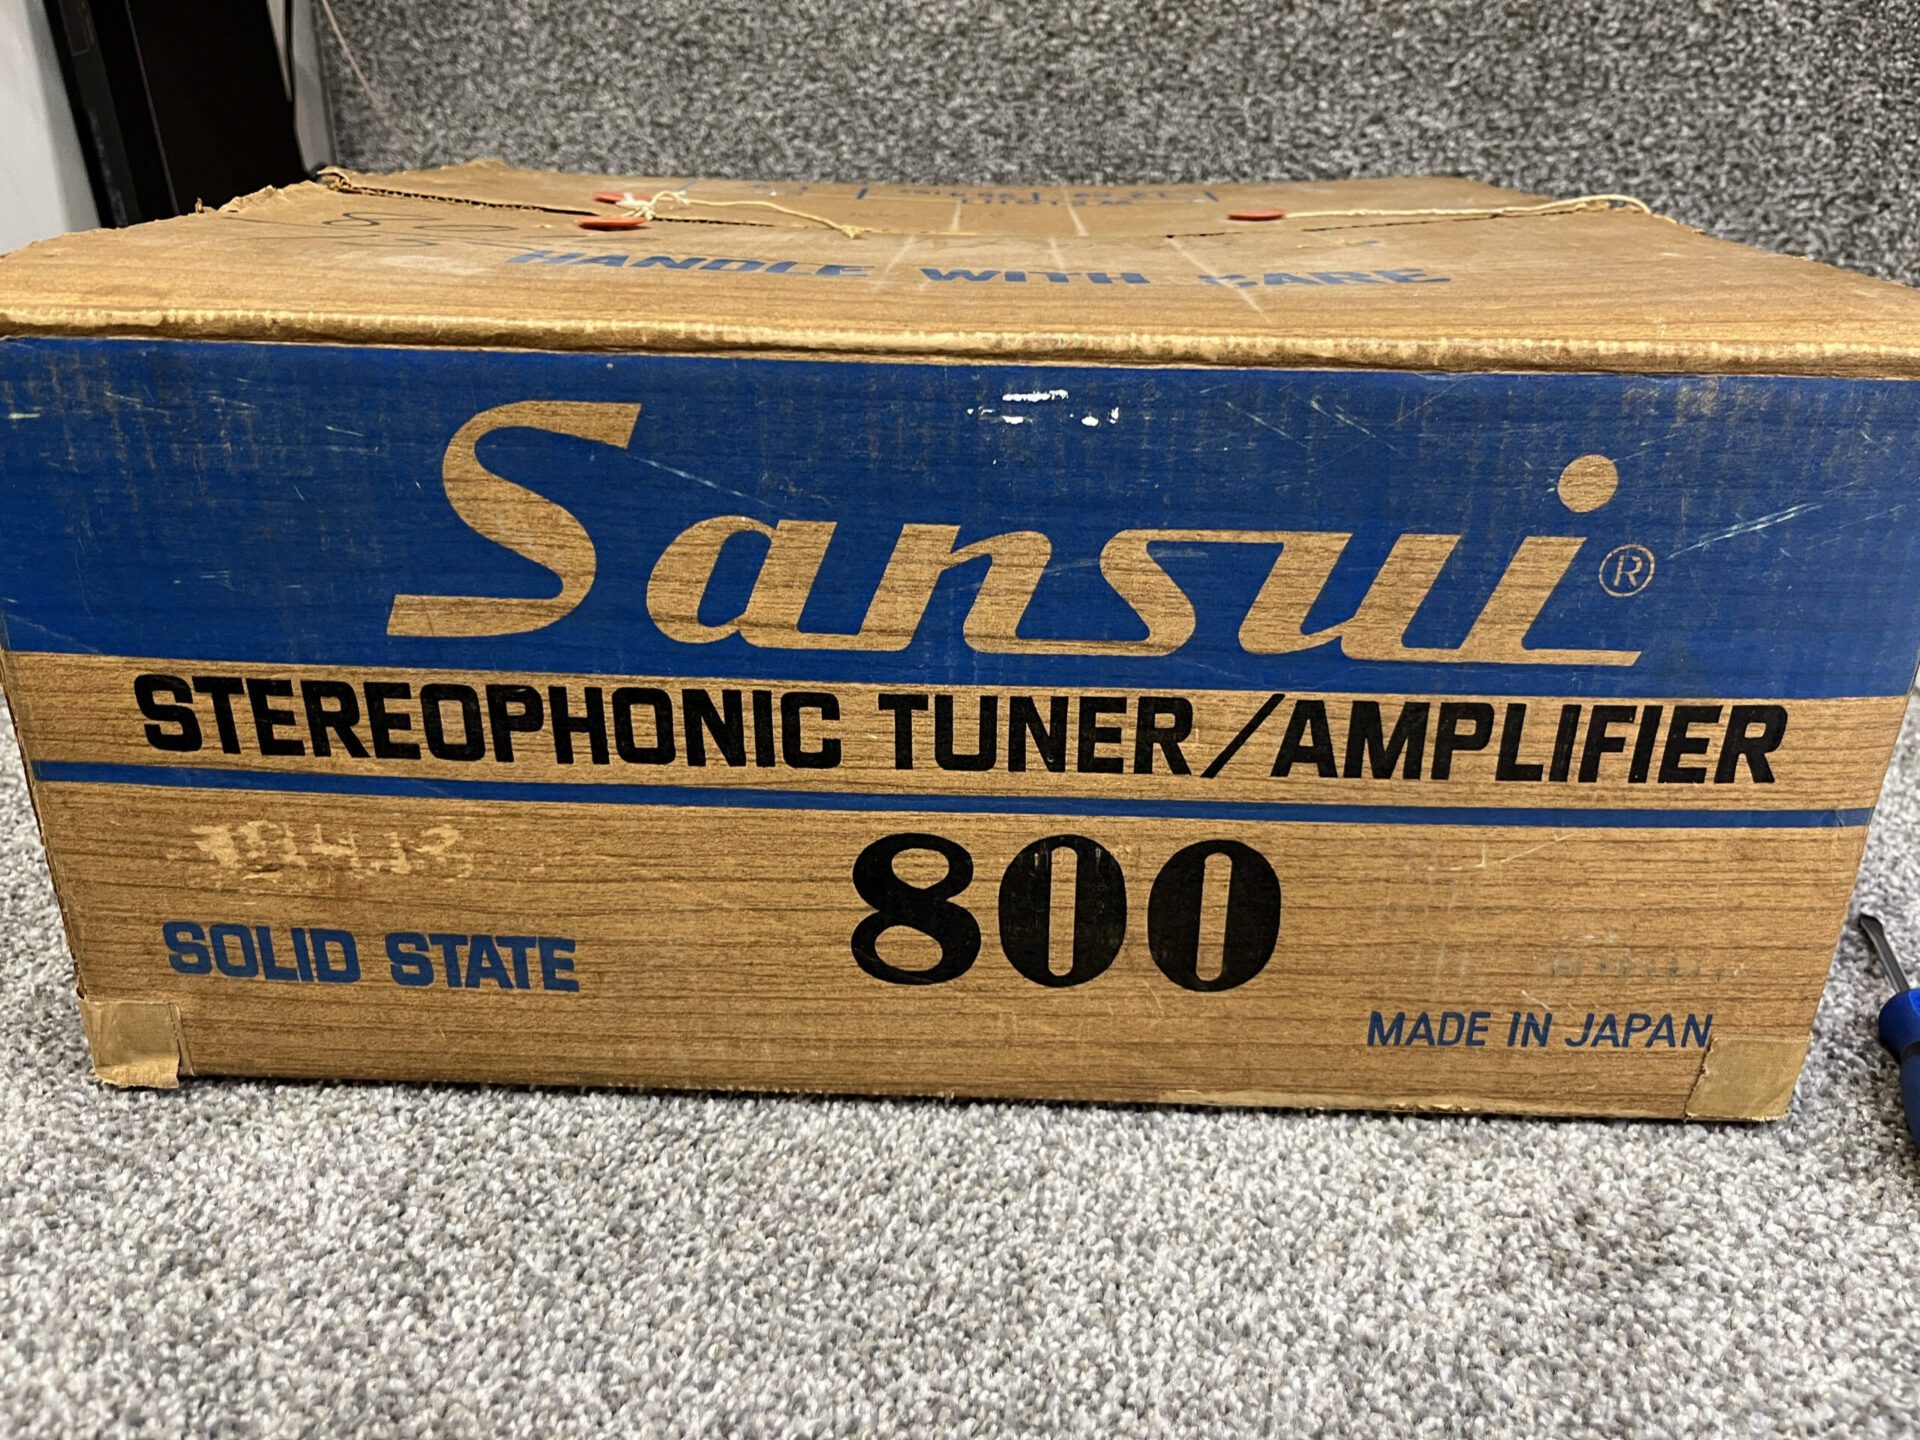 HANDLE WITH CARE
Sansui®
STEREOPHONIC TUNER/AMPLIFIER
800
SOLID STATE
MADE IN JAPAN